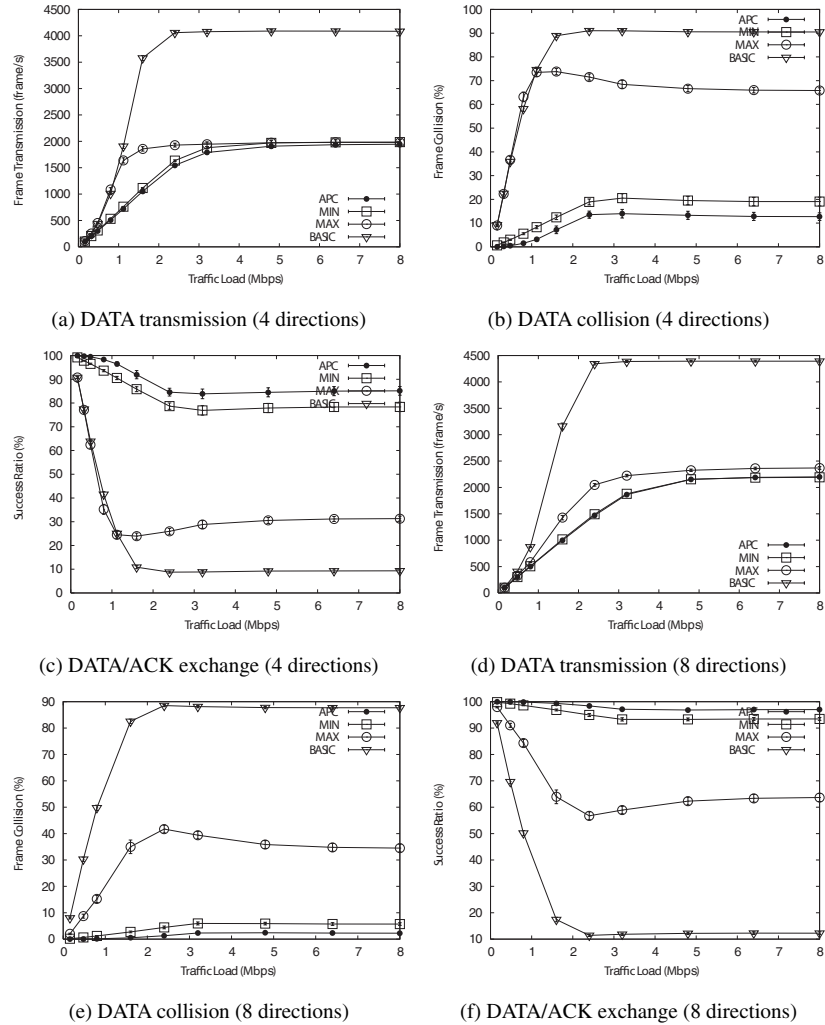 4500
4000
3500
3000
2500
2000
1500
1000
500
0
Frame Transmission (frame/s)
0 1 2 3 4 5 6 7 8
Traffic Load (Mbps)
APC
MIN
MAX
BASIC
(a) DATA transmission (4 directions)
100
90
80
70
60
50
40
30
20
10
0
Frame Collision (%)
0 1 2 3 4 5 6 7 8
Traffic Load (Mbps)
APC
MIN
MAX
BASIC
(b) DATA collision (4 directions)
100
90
80
70
60
50
40
30
20
10
0
Success Ratio (%)
0 1 2 3 4 5 6 7 8
Traffic Load (Mbps)
APC
MIN
MAX
BASIC
(c) DATA/ACK exchange (4 directions)
4500
4000
3500
3000
2500
2000
1500
1000
500
0
Frame Transmission (frame/s)
0 1 2 3 4 5 6 7 8
Traffic Load (Mbps)
APC
MIN
MAX
BASIC
(d) DATA transmission (8 directions)
90
80
70
60
50
40
30
20
10
0
Frame Collision (%)
0 1 2 3 4 5 6 7 8
Traffic Load (Mbps)
APC
MIN
MAX
BASIC
(e) DATA collision (8 directions)
100
90
80
70
60
50
40
30
20
10
Success Ratio (%)
0 1 2 3 4 5 6 7 8
Traffic Load (Mbps)
APC
MIN
MAX
BASIC
(f) DATA/ACK exchange (8 directions)